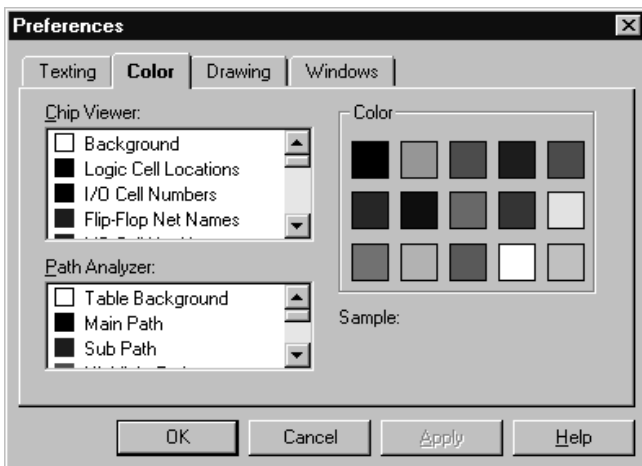 Preferences
Texting Color Drawing Windows
Chip Viewer:
Background
Logic Cell Locations
I/O Cell Numbers
Flip-Flop Net Names
Path Analyzer:
Table Background
Main Path
Sub Path
Color
Sample:
OK Cancel Apply Help